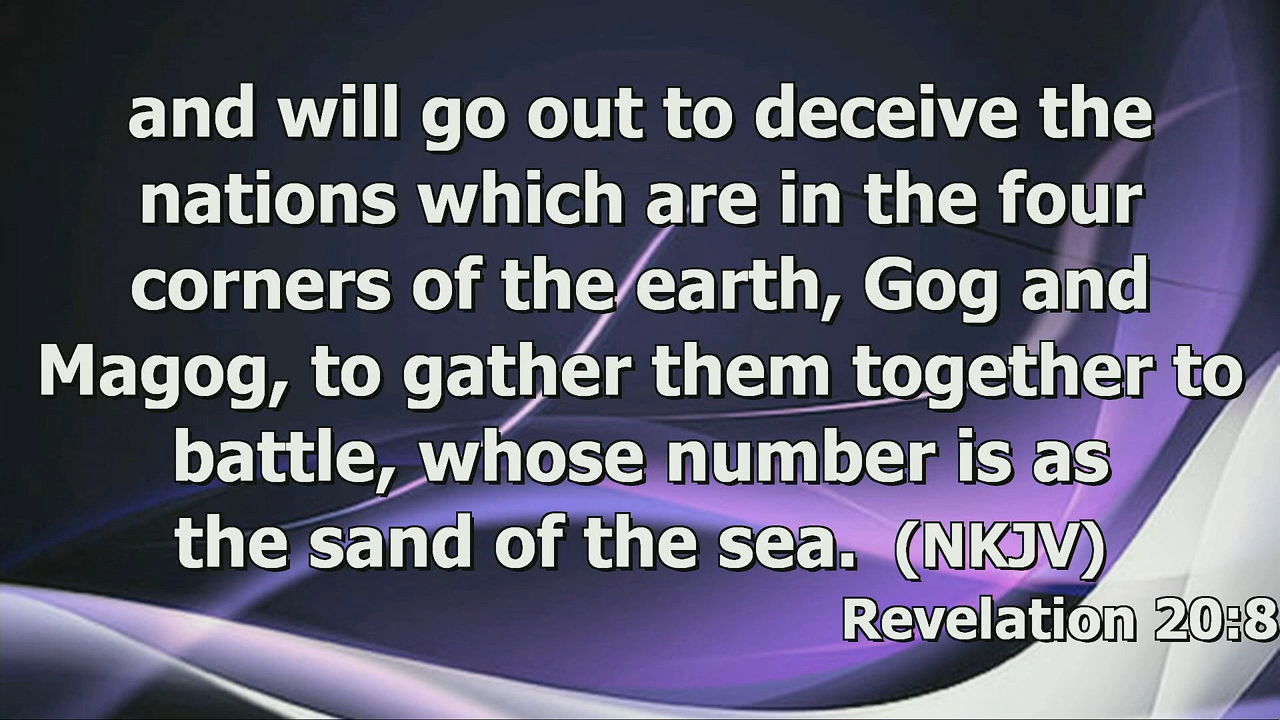 and will go out to deceive the
nations which are in the four
corners of the earth, Gog and
Magog, to gather them together to
battle, whose number is as
the sand of the sea. (NKJV)
Revelation 20:8